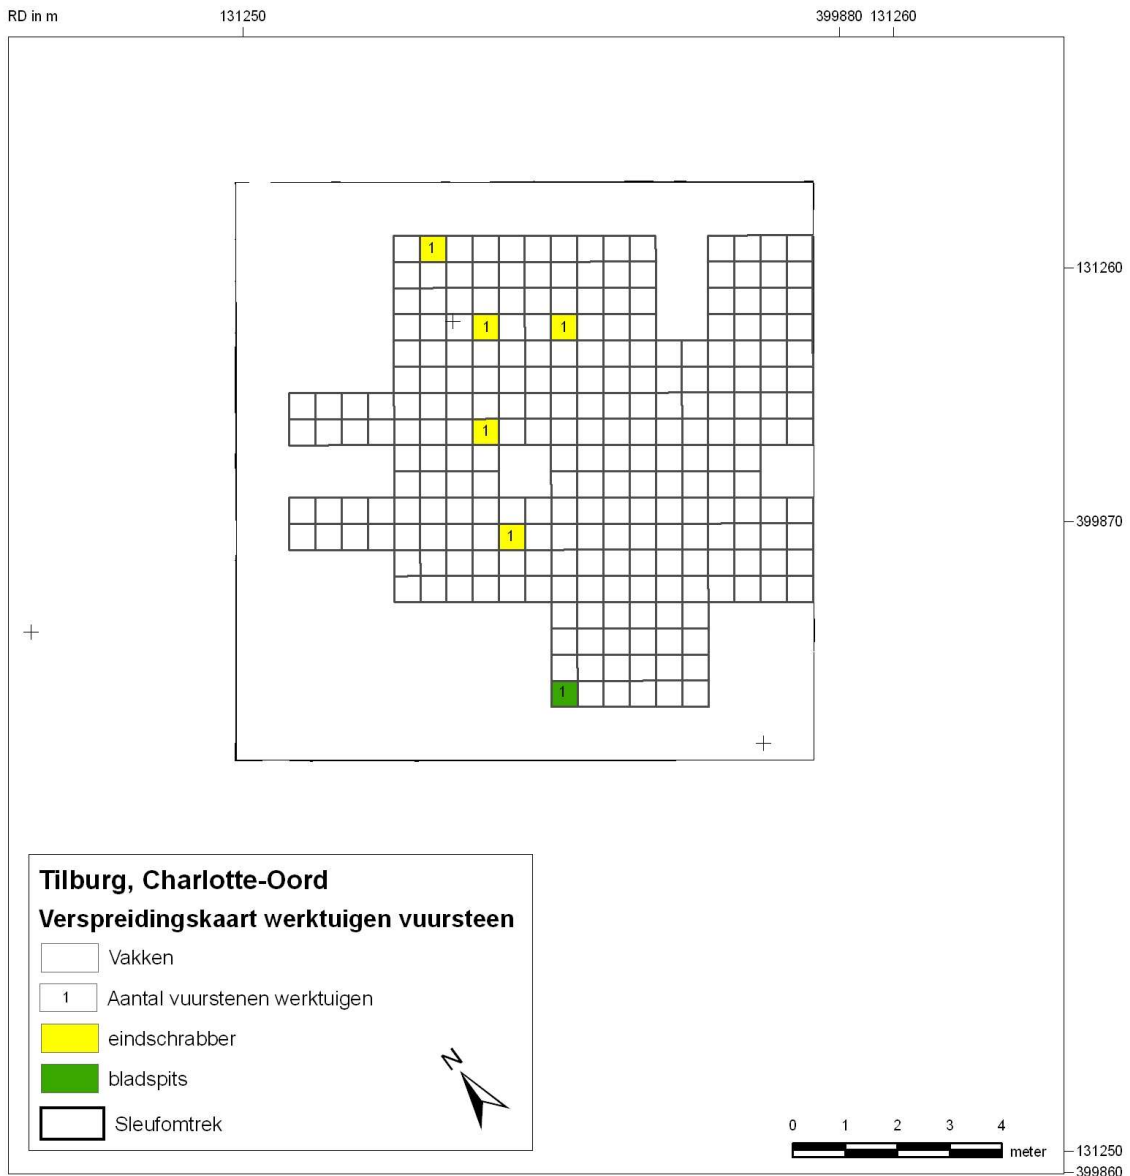 RD in m 131250 399880 131260
1
131260
1 1
1
399870
1
1
Tilburg, Charlotte-Oord
Verspreidingskaart werktuigen vuursteen
Vakken
1 Aantal vuurstenen werktuigen
eindschrabber
bladspits
Sleufomtrek
N
0 1 2 3 4
meter
131250
399860